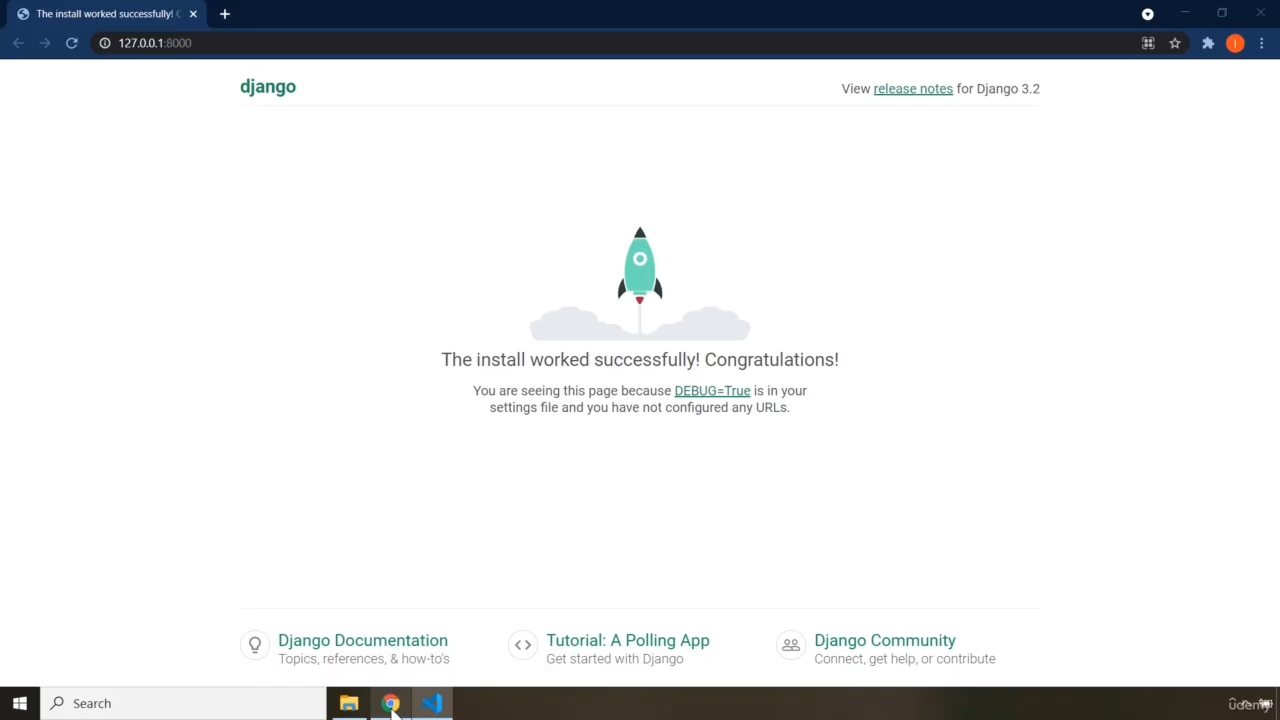 The install worked successfully! C
127.0.0.1:8000
django
View release notes for Django 3.2
The install worked successfully! Congratulations!
You are seeing this page because DEBUG=True is in your
settings file and you have not configured any URLs.
Django Documentation
Topics, references, & how-to's
Tutorial: A Polling App
Get started with Django
Django Community
Connect, get help, or contribute
Search
udemy